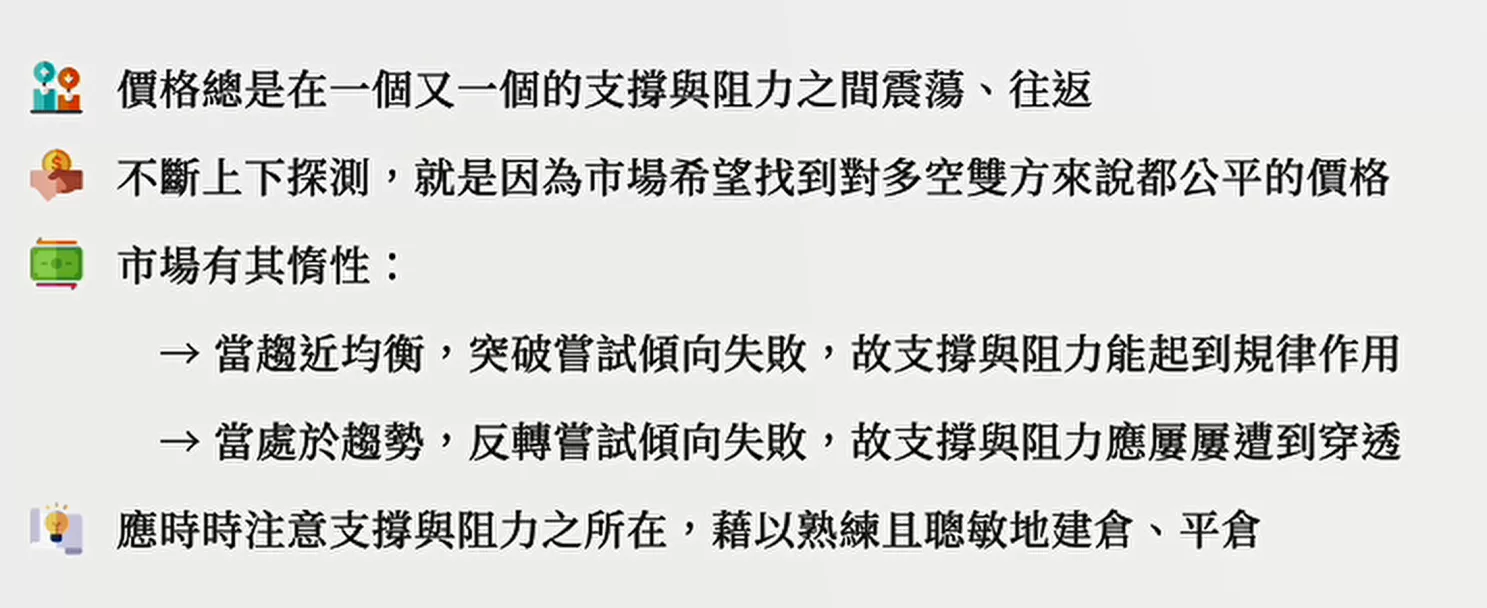 價格總是在一個又一個的支撐與阻力之間震蕩、往返
不斷上下探測，就是因為市場希望找到對多空雙方來說都公平的價格
市場有其惰性：
→ 當趨近均衡，突破嘗試傾向失敗，故支撐與阻力能起到規律作用
→ 當處於趨勢，反轉嘗試傾向失敗，故支撐與阻力應屢屢遭到穿透
應時時注意支撐與阻力之所在，藉以熟練且聰敏地建倉、平倉